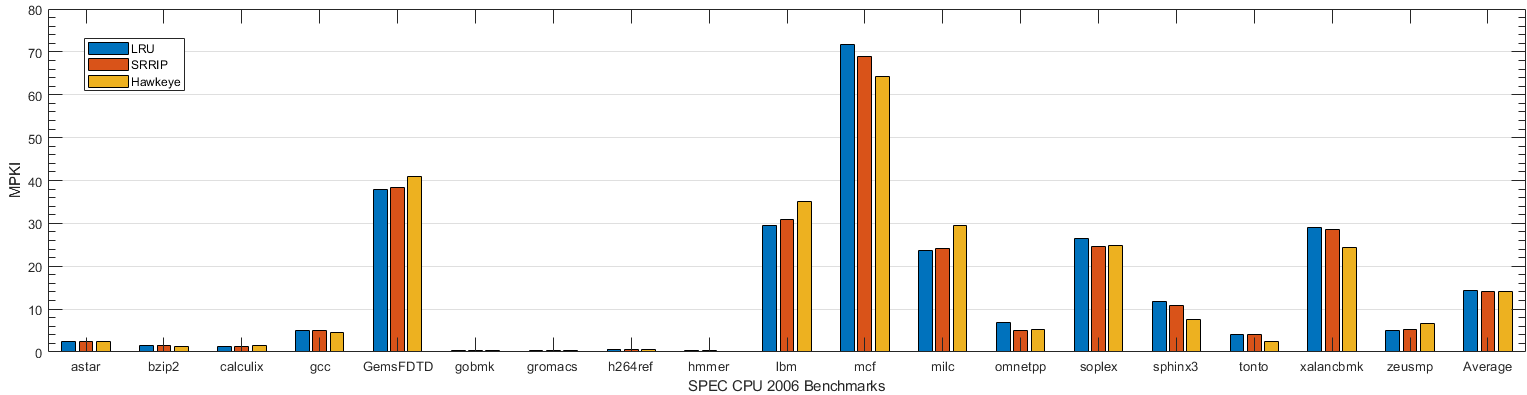 80
70
60
50
40
30
20
10
0
MPKI
LRU
SRRIP
Hawkeye
astar bzip2 calculix gcc GemsFDTD gobmk gromacs h264ref hmmer lbm mcf milc omnetpp soplex sphinx3 tonto xalancbmk zeusmp Average
SPEC CPU 2006 Benchmarks